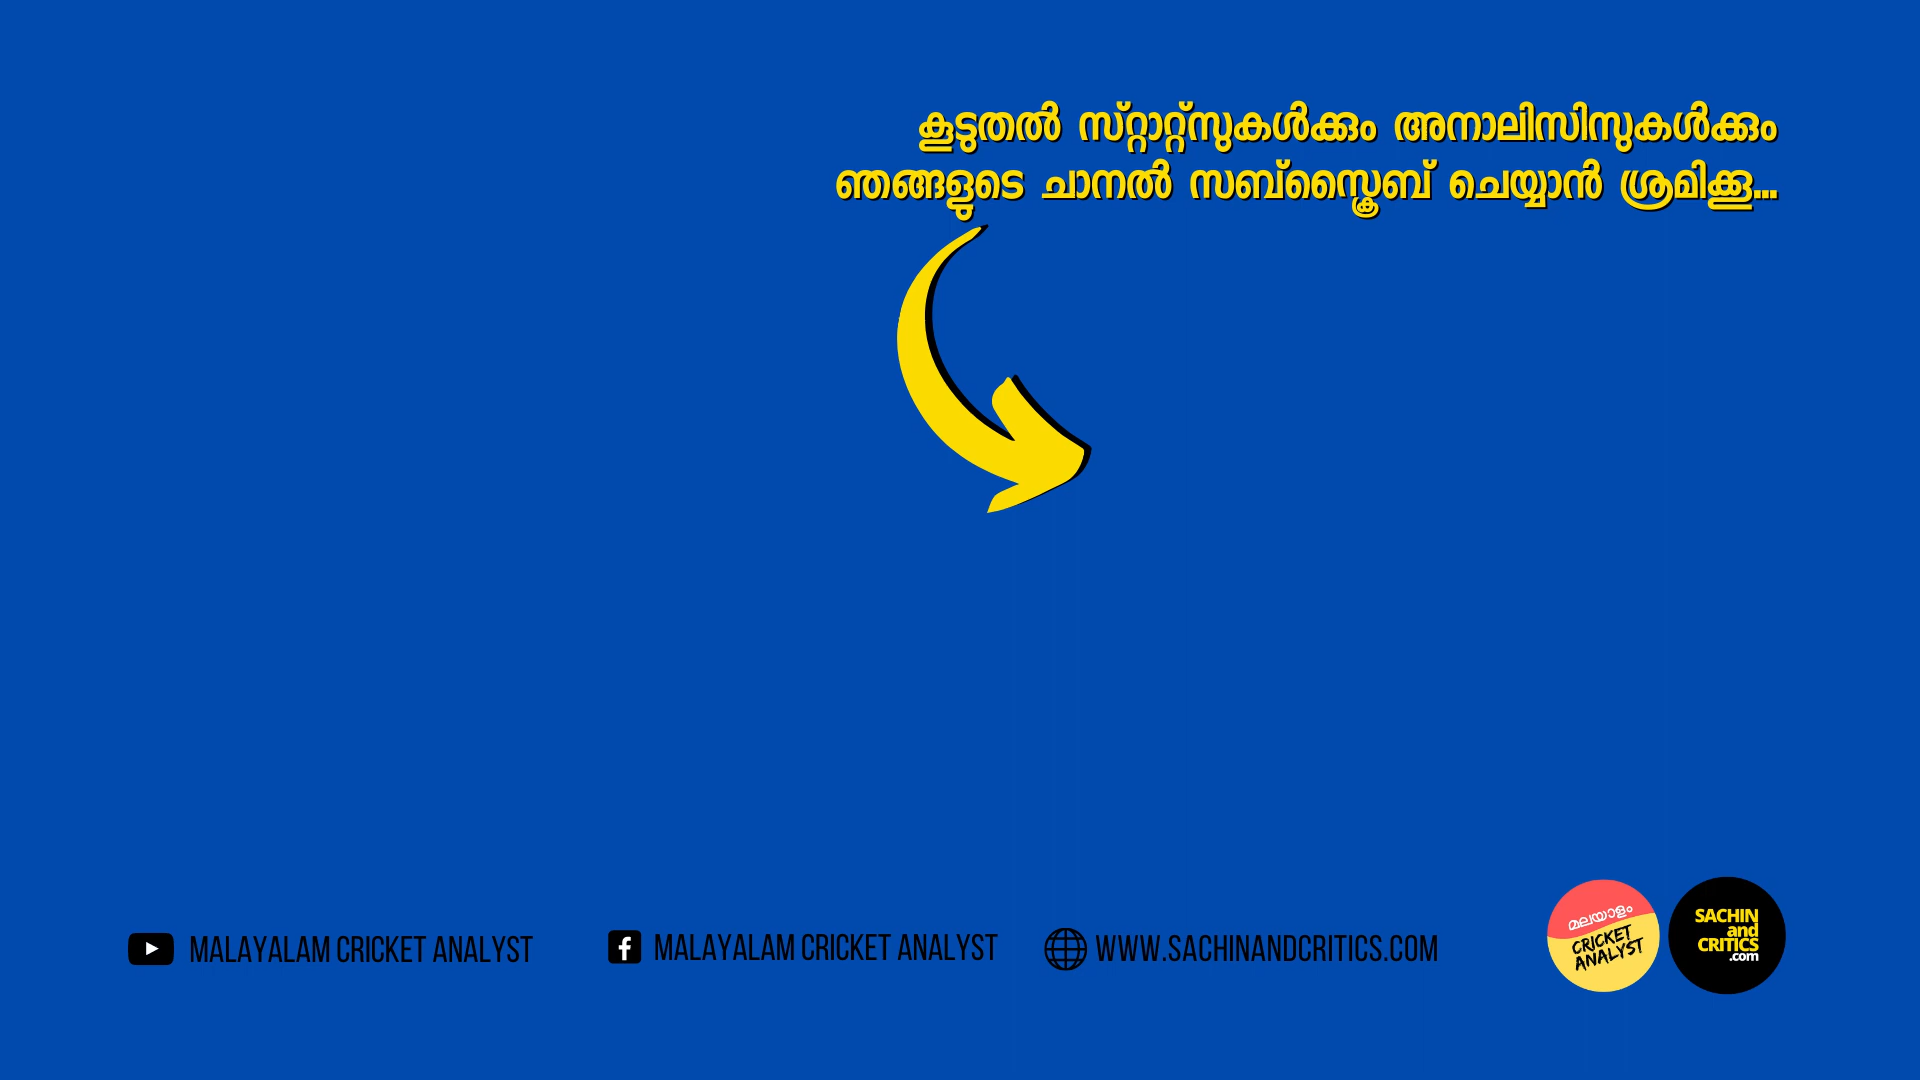 കൂടുതൽ സ്റ്റാറ്റ്സുകൾക്കും അനാലിസിസുകൾക്കും
ഞങ്ങളുടെ ചാനൽ സബ്സ്ക്രൈബ് ചെയ്യാൻ ശ്രമിക്കൂ...
MALAYALAM CRICKET ANALYST
MALAYALAM CRICKET ANALYST
WWW.SACHINANDCRITICS.COM
മലയാളം
CRICKET
ANALYST
SACHIN
and
CRITICS
.com